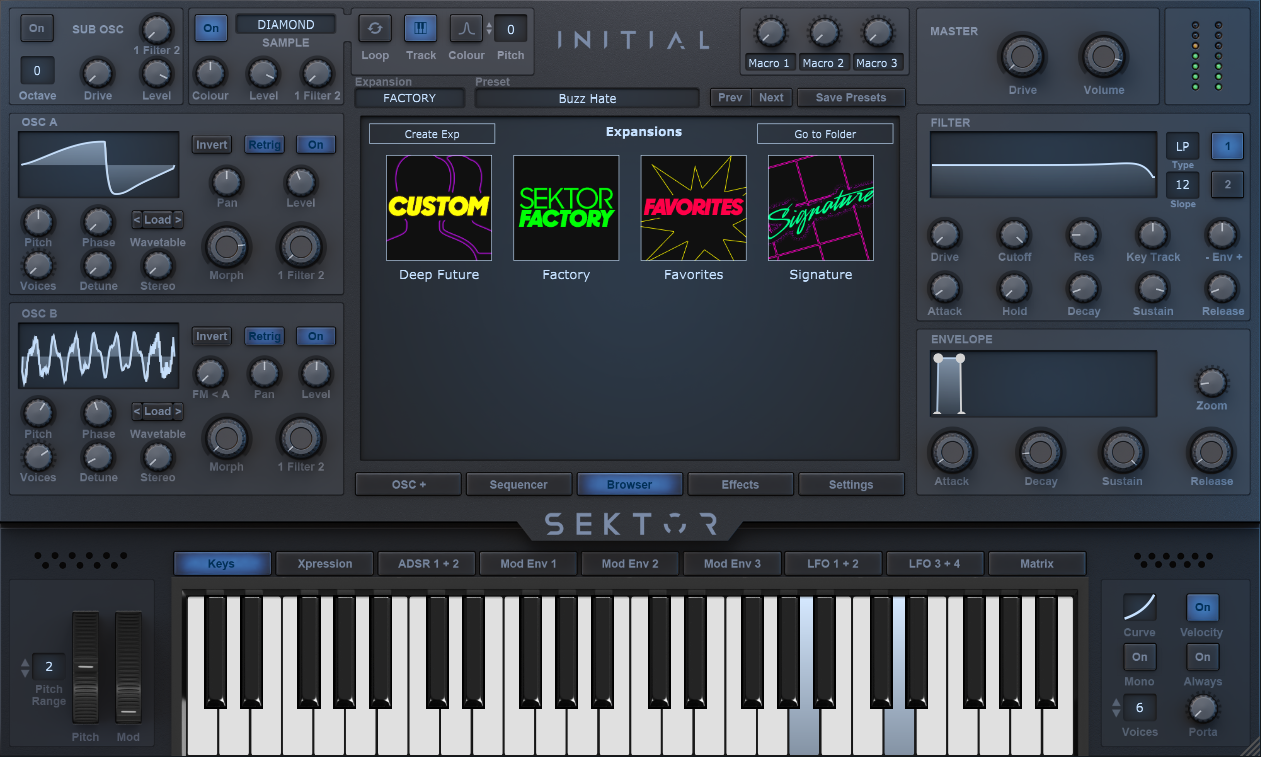 On
SUB OSC
1 Filter 2
0
Octave
Drive
Level
On
DIAMOND
SAMPLE
Colour
Level
1 Filter 2
Loop
Track
Colour
0
Pitch
INITIAL
Macro 1
Macro 2
Macro 3
Expansion
FACTORY
Preset
Buzz Hate
Prev
Next
Save Presets
MASTER
Drive
Volume
OSC A
Invert
Retrig
On
Pan
Level
Pitch
Phase
< Load >
Wavetable
Voices
Detune
Stereo
Morph
1 Filter 2
OSC B
Invert
Retrig
On
FM < A
Pan
Level
Pitch
Phase
< Load >
Wavetable
Voices
Detune
Stereo
Morph
1 Filter 2
Create Exp
Expansions
Go to Folder
CUSTOM
SEKTOR
FACTORY
FAVORITES
Signature
Deep Future
Factory
Favorites
Signature
OSC +
Sequencer
Browser
Effects
Settings
FILTER
LP
Type
12
Slope
1
2
Drive
Cutoff
Res
Key Track
- Env +
Attack
Hold
Decay
Sustain
Release
ENVELOPE
Zoom
Attack
Decay
Sustain
Release
SEKTOR
Keys
Xpression
ADSR 1 + 2
Mod Env 1
Mod Env 2
Mod Env 3
LFO 1 + 2
LFO 3 + 4
Matrix
2
Pitch
Range
Pitch
Mod
Curve
On
Velocity
On
Mono
On
Always
6
Voices
Porta